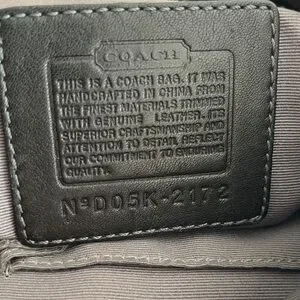 COACH
THIS IS A COACH BAG. IT WAS
HANDCRAFTED IN CHINA FROM
THE FINEST MATERIALS TRIMMED
WITH GENUINE LEATHER. ITS
SUPERIOR CRAFTSMANSHIP AND
ATTENTION TO DETAIL REFLECT
OUR COMMITMENT TO ENDURING
QUALITY.
Nº D05K-2172